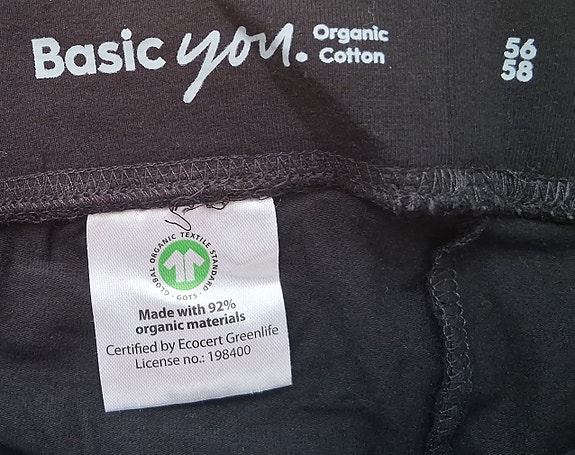 Basic you. Organic Cotton
56
58
GLOBAL ORGANIC TEXTILE STANDARD
· GOTS ·
Made with 92%
organic materials
Certified by Ecocert Greenlife
License no.: 198400